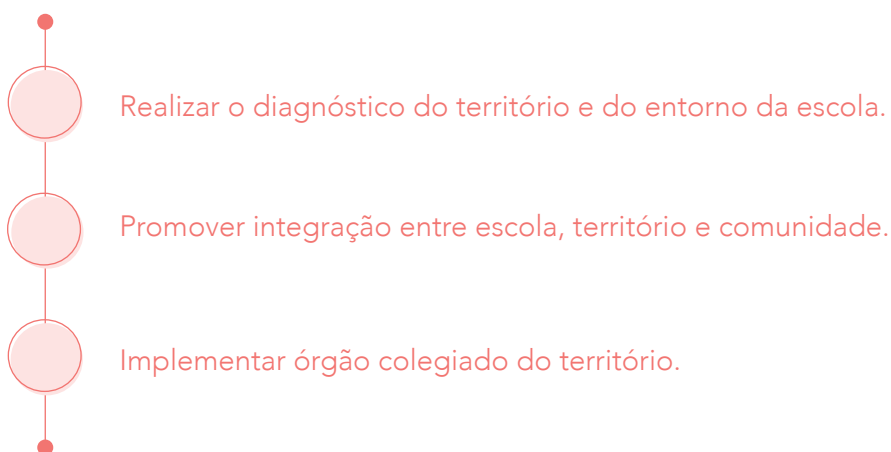 Realizar o diagnóstico do território e do entorno da escola.
Promover integração entre escola, território e comunidade.
Implementar órgão colegiado do território.